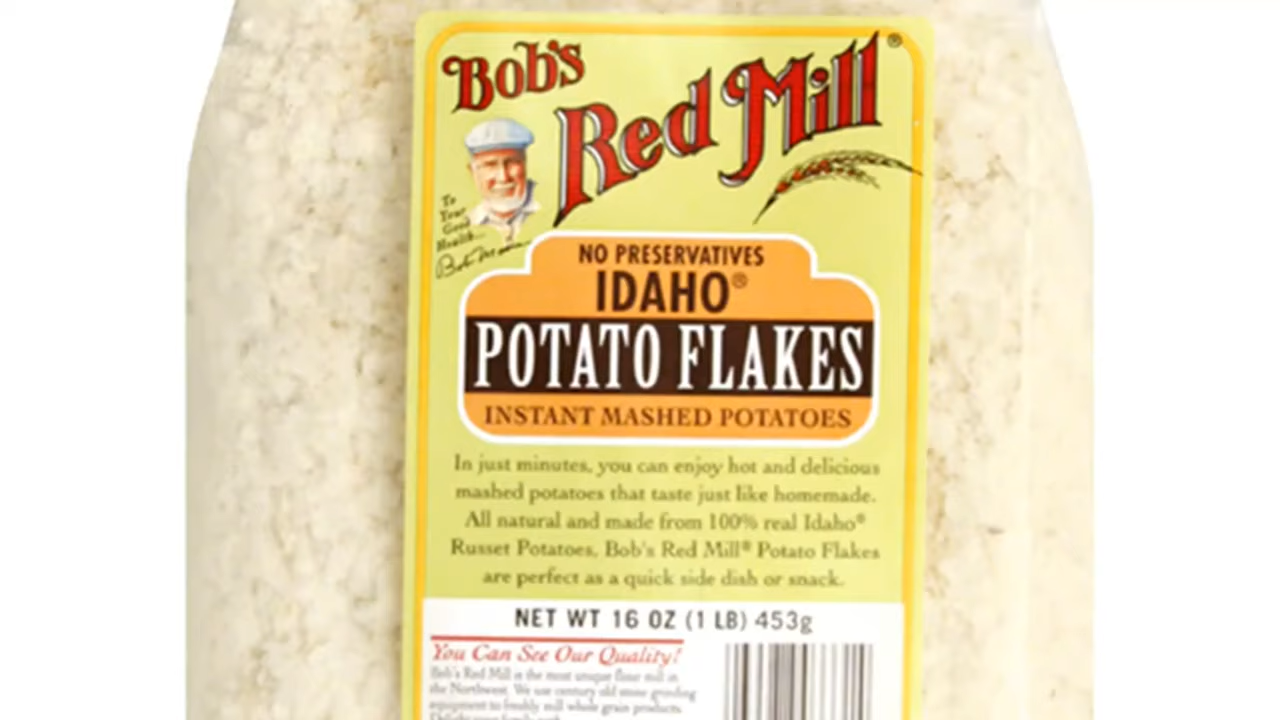 Bob's
Red Mill®
To
Your
Good
Health...
Bob Moore
NO PRESERVATIVES
IDAHO®
POTATO FLAKES
INSTANT MASHED POTATOES
In just minutes, you can enjoy hot and delicious
mashed potatoes that taste just like homemade.
All natural and made from 100% real Idaho®
Russet Potatoes, Bob's Red Mill® Potato Flakes
are perfect as a quick side dish or snack.
NET WT 16 OZ (1 LB) 453g
You Can See Our Quality!
Bob's Red Mill is the most unique flour mill in
the Northwest. We use century old stone grinding
equipment to freshly mill whole grain products.